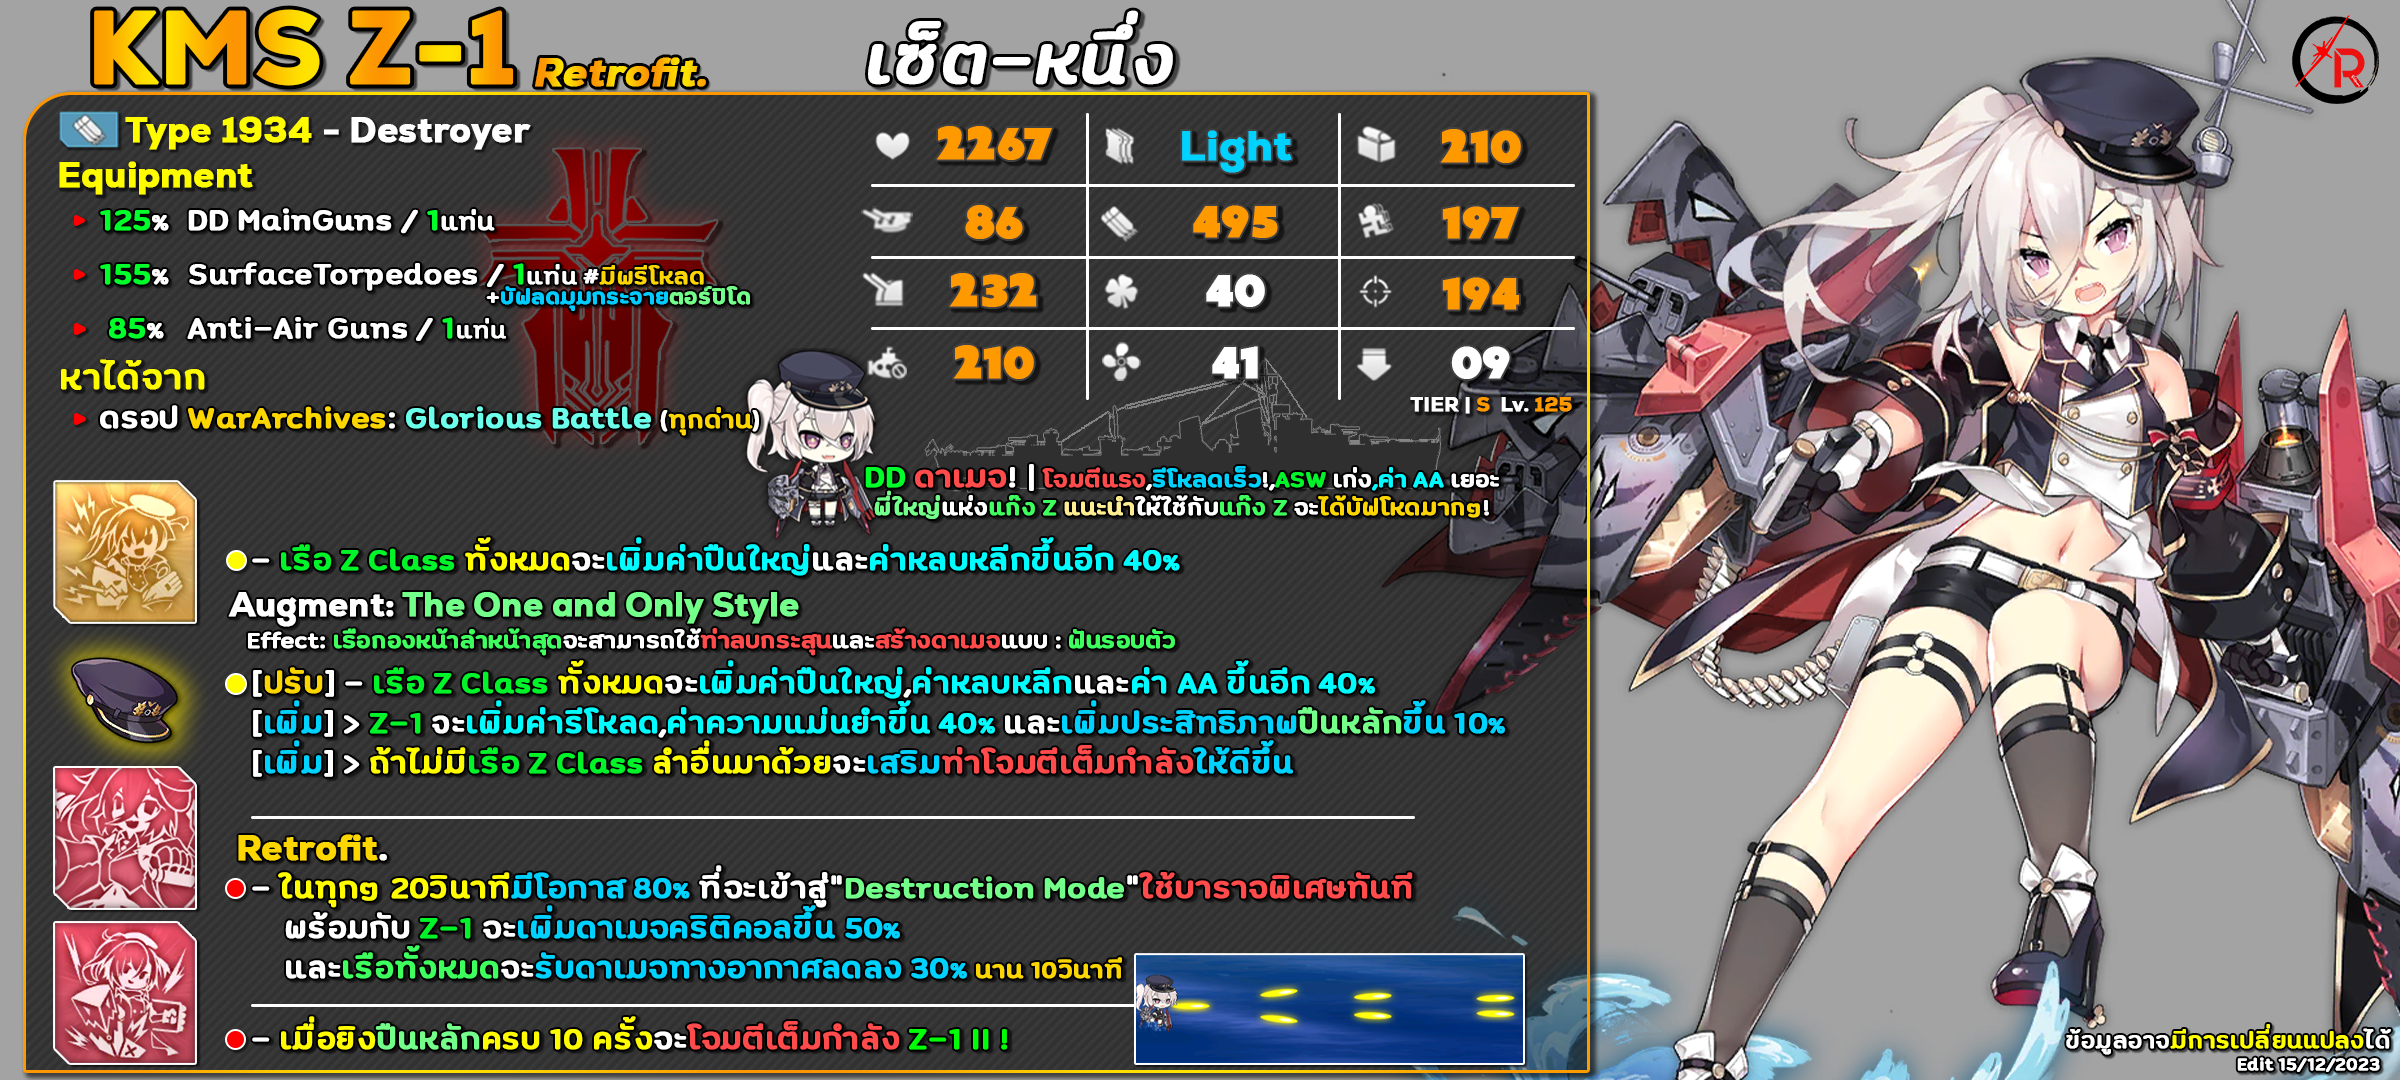 KMS Z-1 Retrofit.
เซ็ต-หนึ่ง
R
Type 1934 - Destroyer
Equipment
125% DD MainGuns / 1แท่น
155% SurfaceTorpedoes / 1แท่น #มีพรีโหลด
+บัฟลดมุมกระจายตอร์ปิโด
85% Anti-Air Guns / 1แท่น
หาได้จาก
ดรอป WarArchives: Glorious Battle (ทุกด่าน)
2267 Light 210
86 495 197
232 40 194
210 41 09
TIER | S Lv. 125
DD ดาเมจ! | โจมตีแรง,รีโหลดเร็ว!,ASW เก่ง,ค่า AA เยอะ
พี่ใหญ่แห่งแก๊ง Z แนะนำให้ใช้กับแก๊ง Z จะได้บัฟโหดมากๆ!
- เรือ Z Class ทั้งหมดจะเพิ่มค่าปืนใหญ่และค่าหลบหลีกขึ้นอีก 40%
Augment: The One and Only Style
Effect: เรือกองหน้าลำหน้าสุดจะสามารถใช้ท่าลบกระสุนและสร้างดาเมจแบบ : ฟันรอบตัว
[ปรับ] - เรือ Z Class ทั้งหมดจะเพิ่มค่าปืนใหญ่,ค่าหลบหลีกและค่า AA ขึ้นอีก 40%
[เพิ่ม] > Z-1 จะเพิ่มค่ารีโหลด,ค่าความแม่นยำขึ้น 40% และเพิ่มประสิทธิภาพปืนหลักขึ้น 10%
[เพิ่ม] > ถ้าไม่มีเรือ Z Class ลำอื่นมาด้วยจะเสริมท่าโจมตีเต็มกำลังให้ดีขึ้น
Retrofit.
- ในทุกๆ 20วินาทีมีโอกาส 80% ที่จะเข้าสู่"Destruction Mode"ใช้บาราจพิเศษทันที
พร้อมกับ Z-1 จะเพิ่มดาเมจคริติคอลขึ้น 50%
และเรือทั้งหมดจะรับดาเมจทางอากาศลดลง 30% นาน 10วินาที
- เมื่อยิงปืนหลักครบ 10 ครั้งจะโจมตีเต็มกำลัง Z-1 II !
ข้อมูลอาจมีการเปลี่ยนแปลงได้
Edit 15/12/2023